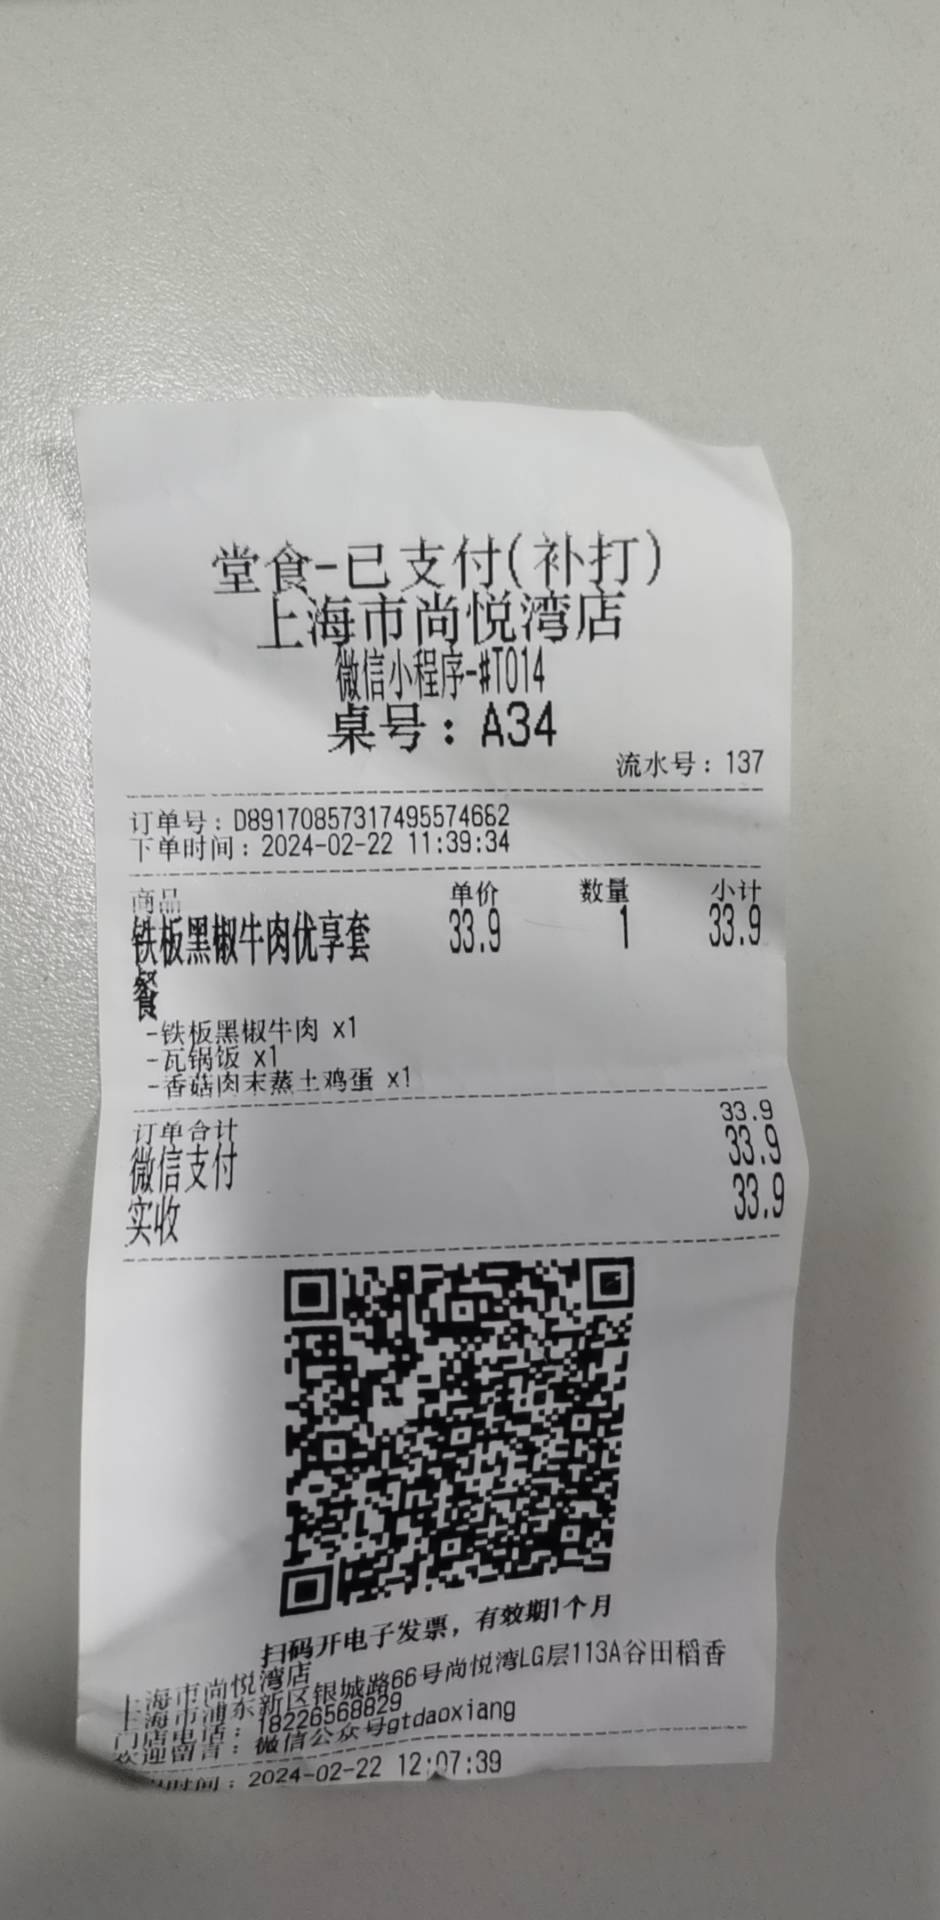 堂食-已支付(补打)
上海市尚悦湾店
微信小程序-#T014
桌号：A34
流水号：137
订单号：D89170857317495574662
下单时间：2024-02-22 11:39:34
商品 单价 数量 小计
铁板黑椒牛肉优享套 33.9 1 33.9
餐
-铁板黑椒牛肉 x1
-瓦锅饭 x1
-香菇肉末蒸土鸡蛋 x1
订单合计 33.9
微信支付 33.9
实收 33.9
扫码开电子发票，有效期1个月
上海市尚悦湾店
上海市浦东新区银城路66号尚悦湾LG层113A谷田稻香
门店电话：18226568829
欢迎留言：微信公众号gtdaoxiang
时间：2024-02-22 12:07:39